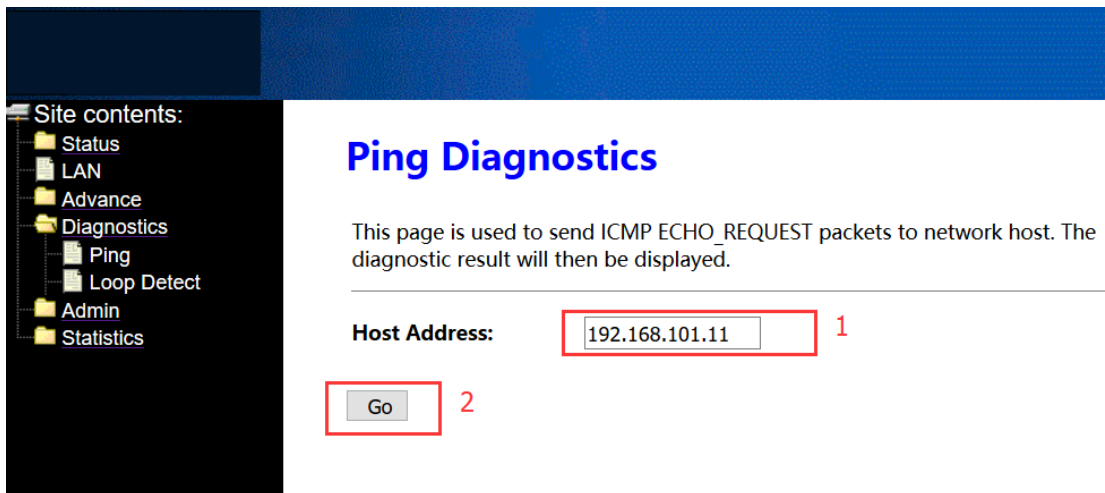 Site contents:
Status
LAN
Advance
Diagnostics
Ping
Loop Detect
Admin
Statistics
Ping Diagnostics
This page is used to send ICMP ECHO_REQUEST packets to network host. The
diagnostic result will then be displayed.
Host Address: 192.168.101.11 1
Go 2